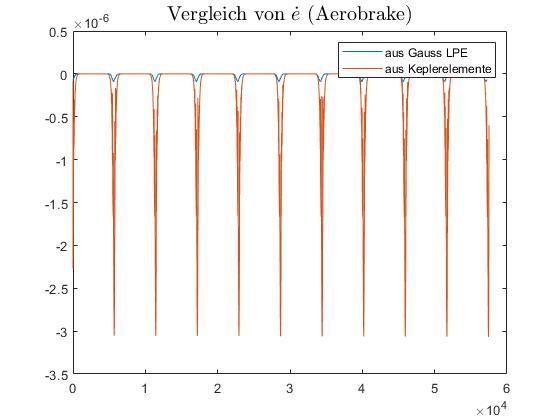 Vergleich von ė (Aerobrake)
×10⁻⁶
0.5
aus Gauss LPE
aus Keplerelemente
0
-0.5
-1
-1.5
-2
-2.5
-3
-3.5
0 1 2 3 4 5 6
×10⁴